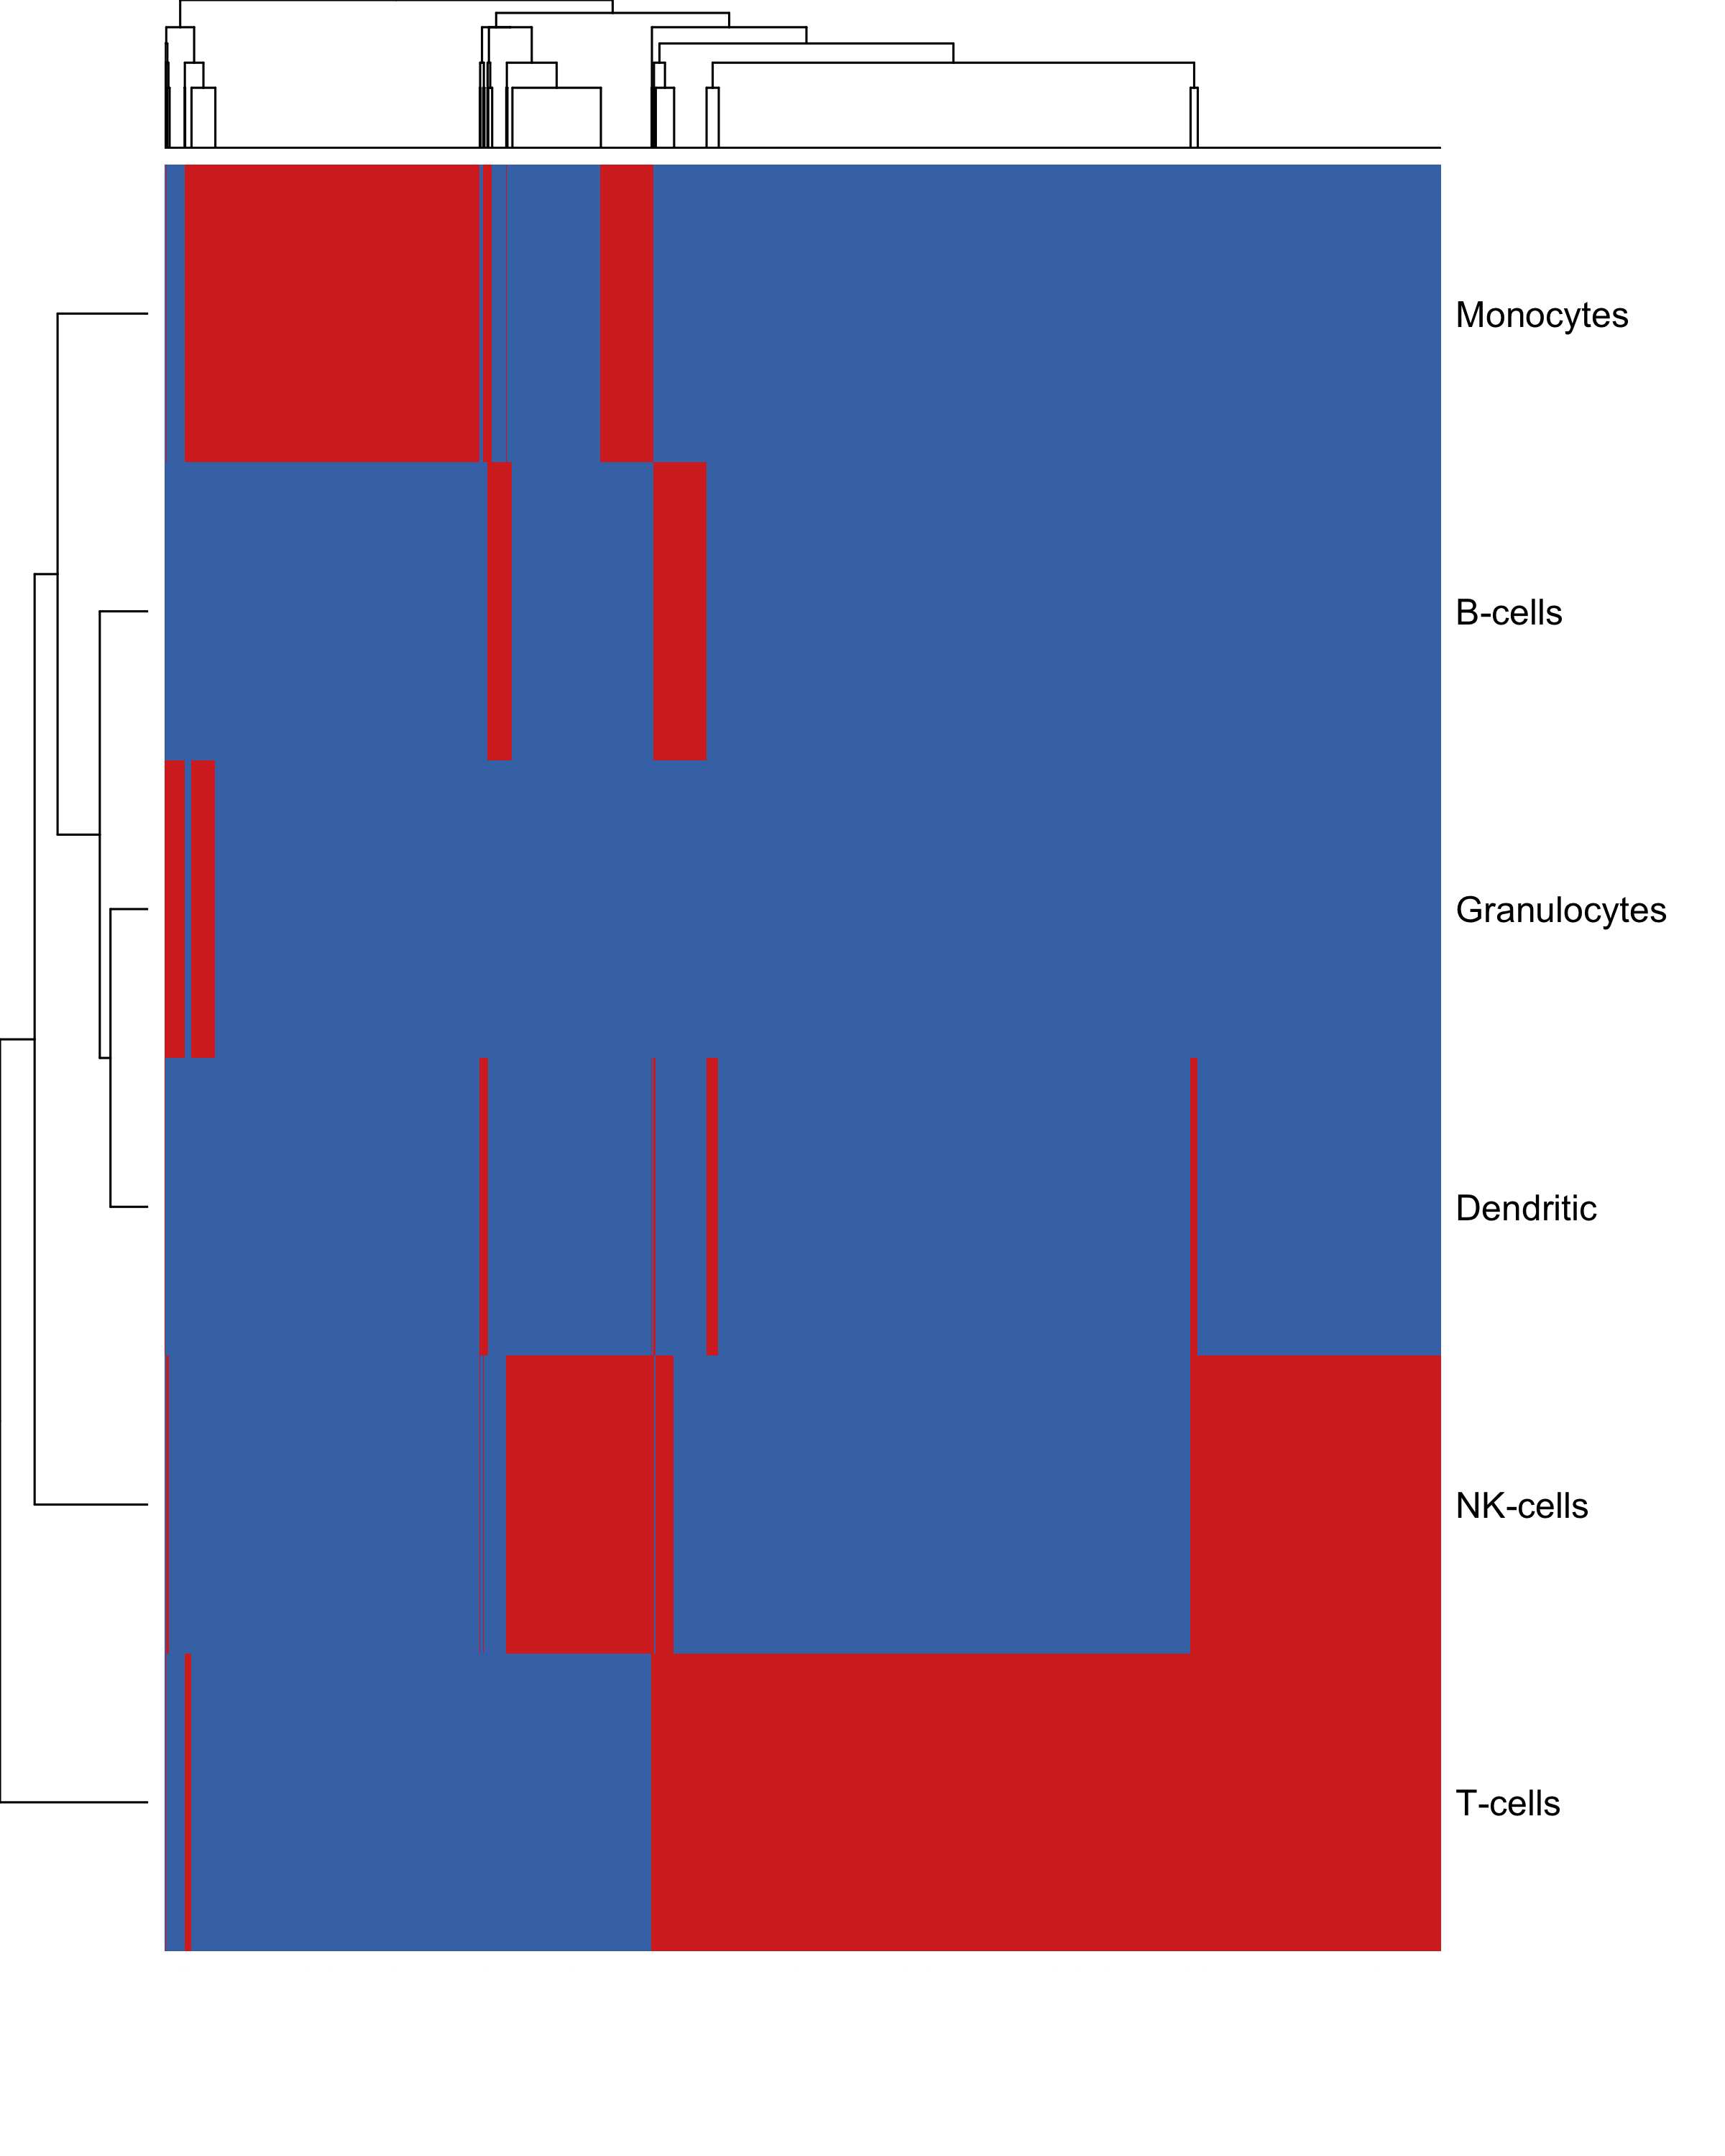 Monocytes
B-cells
Granulocytes
Dendritic
NK-cells
T-cells